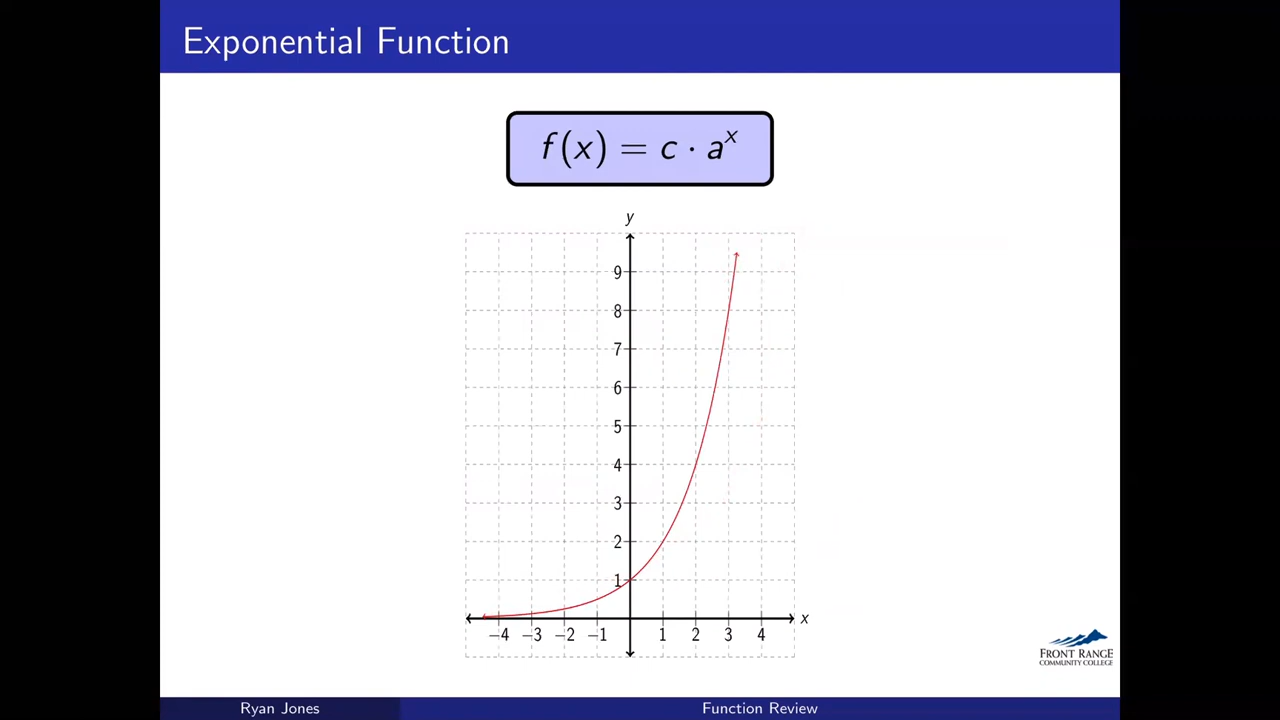 Exponential Function
f(x) = c · aˣ
y
9
8
7
6
5
4
3
2
1
−4 −3 −2 −1 1 2 3 4 x
FRONT RANGE
COMMUNITY COLLEGE
Ryan Jones Function Review